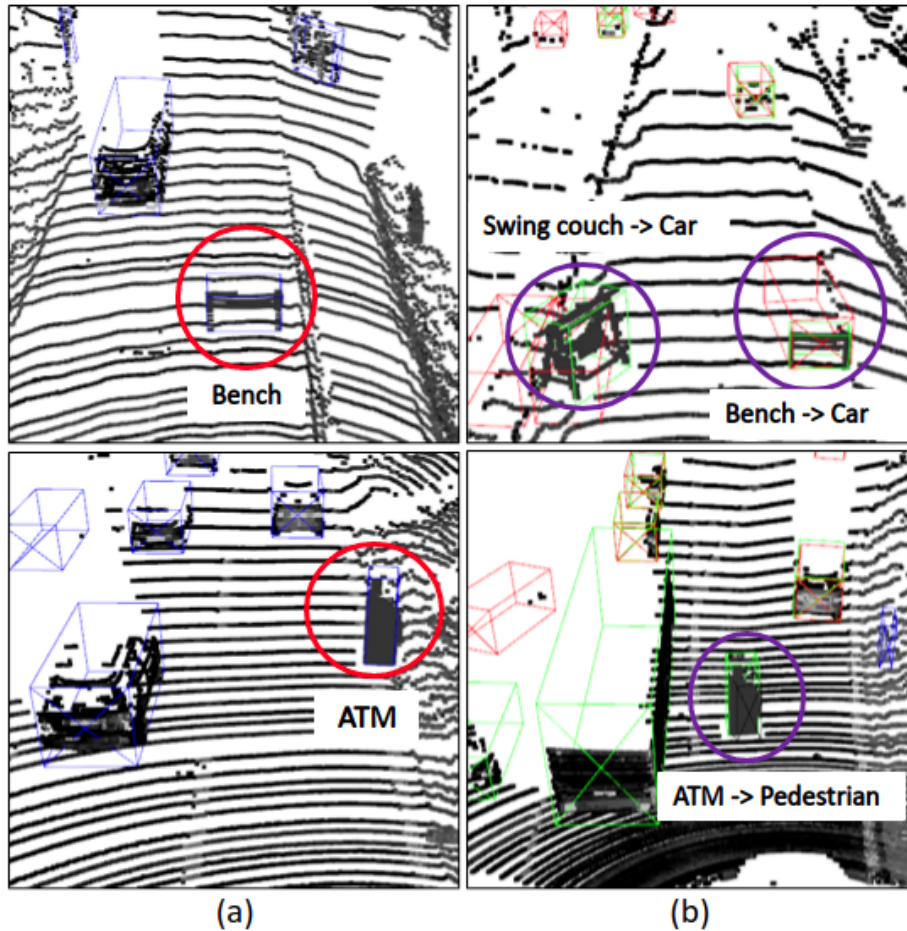 Swing couch -> Car
Bench
Bench -> Car
ATM
ATM -> Pedestrian
(a)
(b)